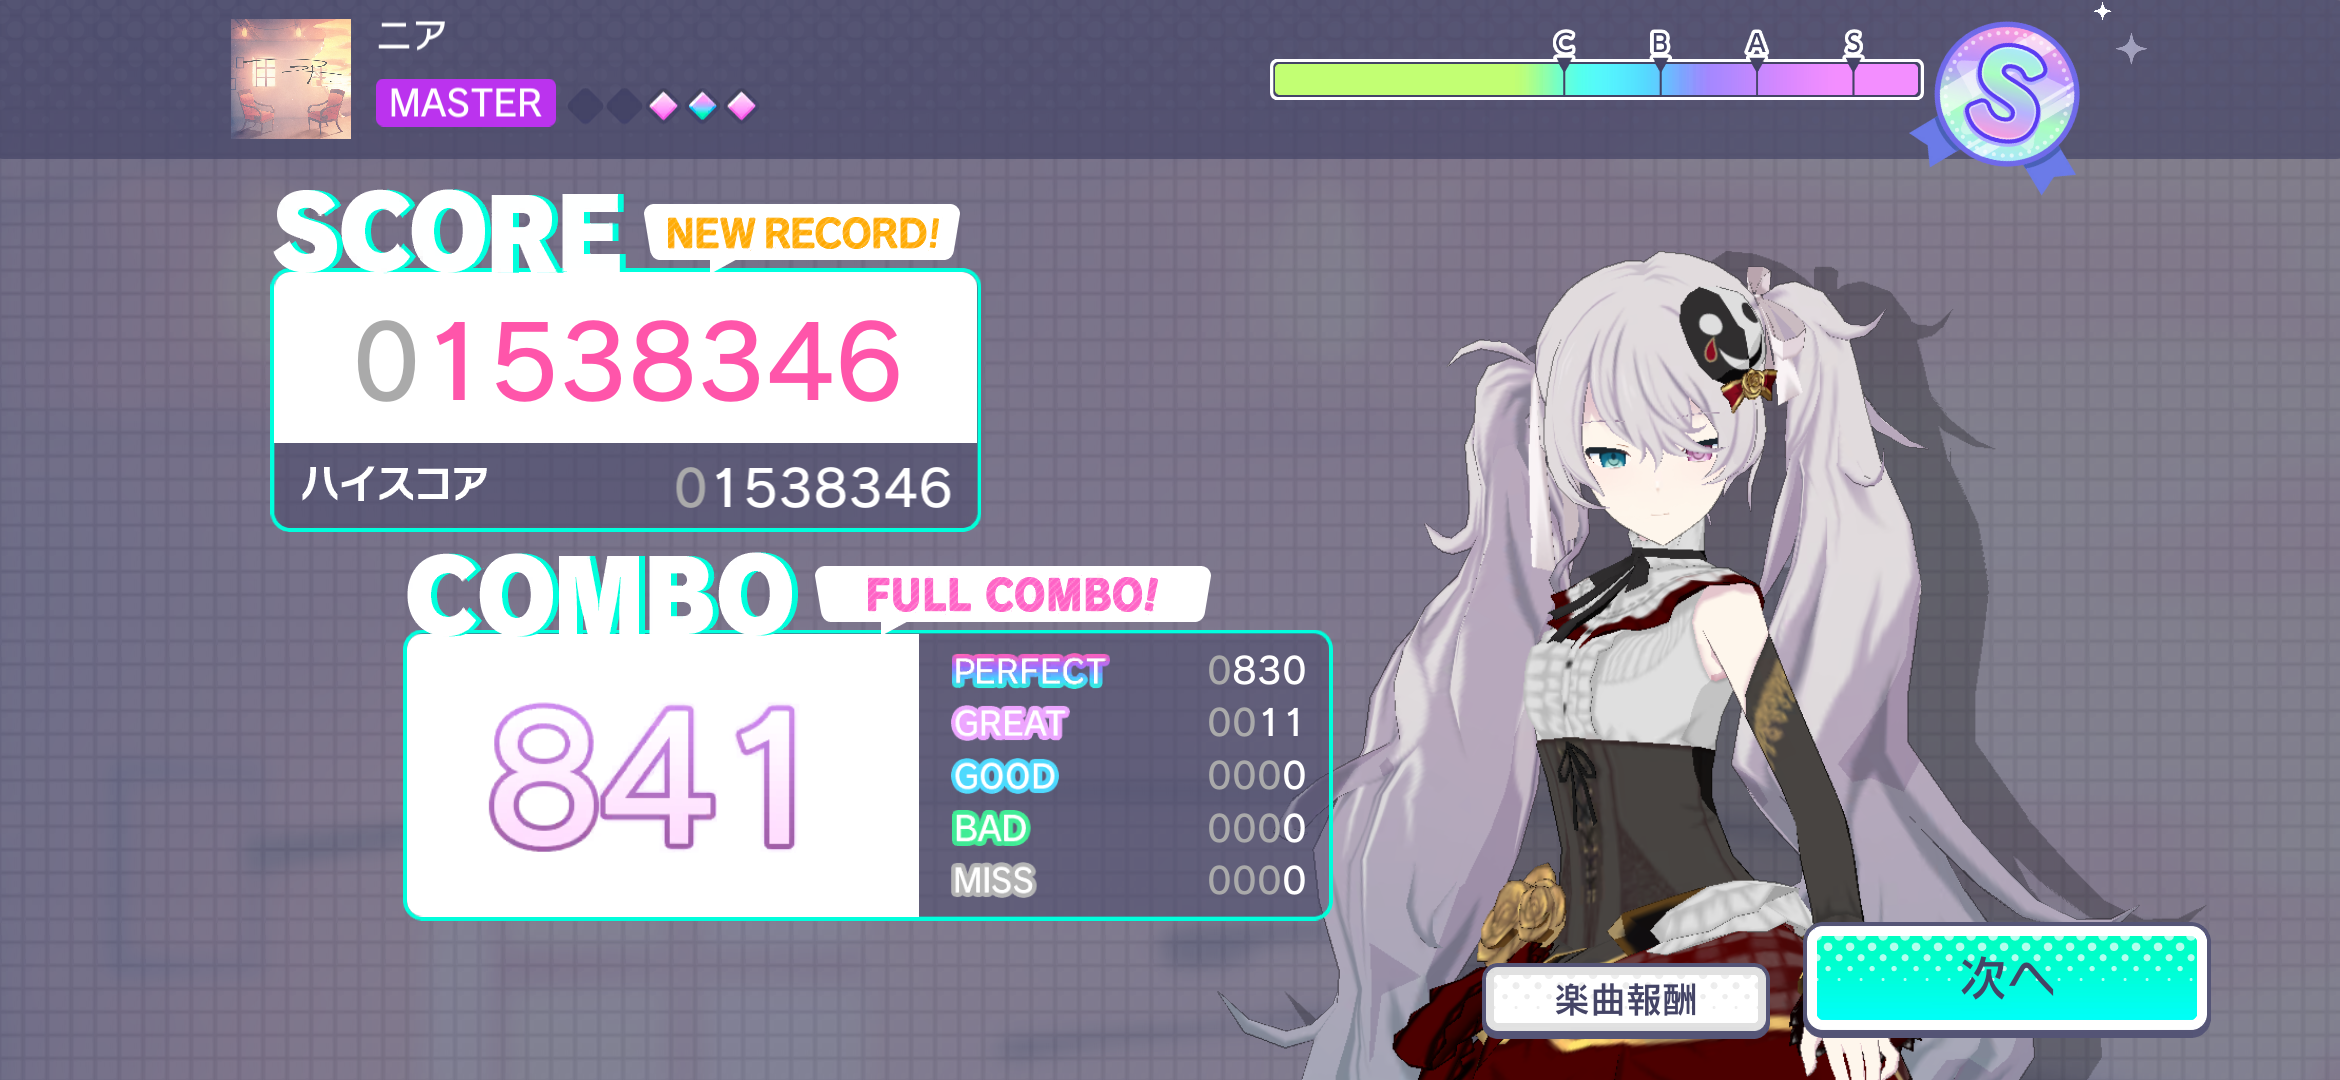 ニア
MASTER
C B A S
S
SCORE NEW RECORD!
01538346
ハイスコア 01538346
COMBO FULL COMBO!
841
PERFECT 0830
GREAT 0011
GOOD 0000
BAD 0000
MISS 0000
楽曲報酬
次へ